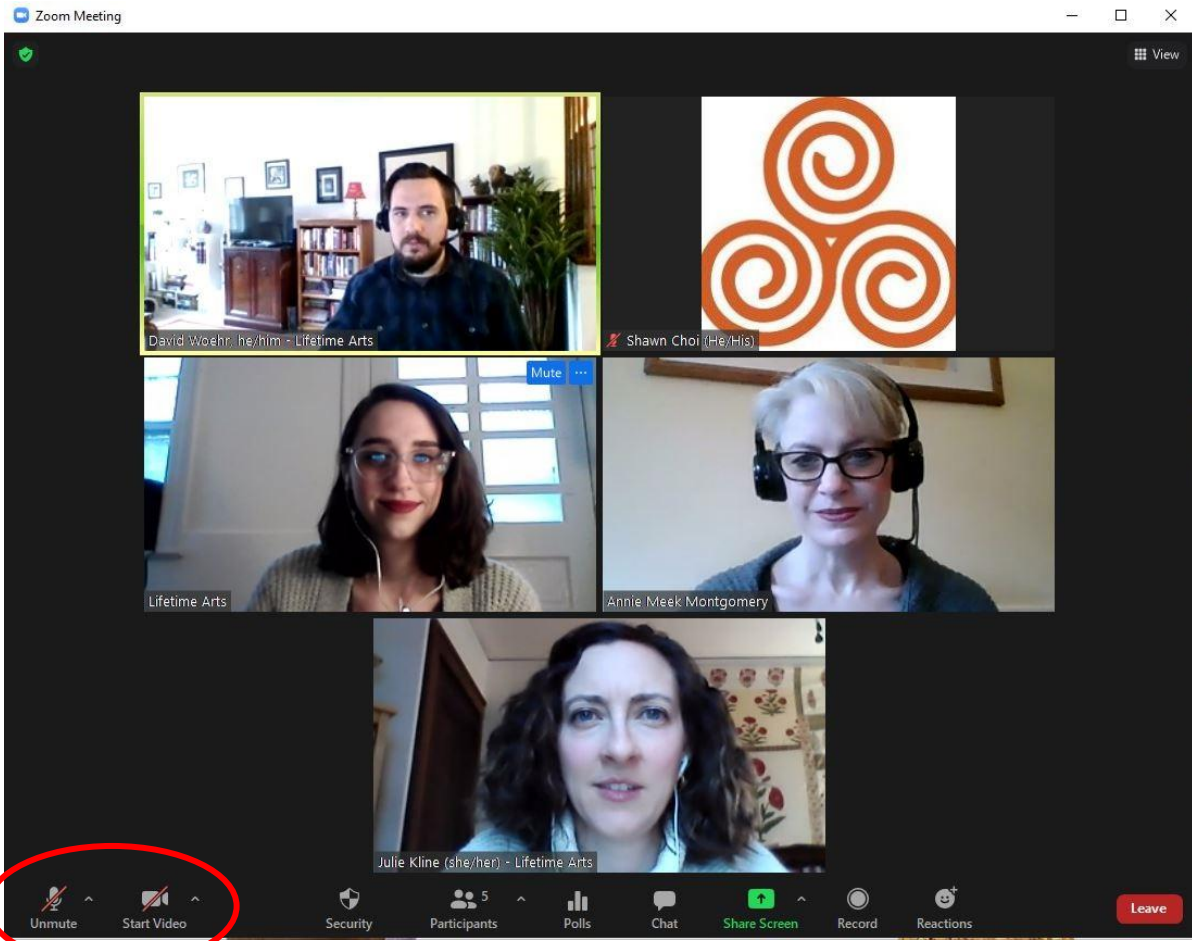 Zoom Meeting
View
David Woehr, he/him - Lifetime Arts
Shawn Choi (He/His)
Mute ...
Lifetime Arts
Annie Meek Montgomery
Julie Kline (she/her) - Lifetime Arts
5
Unmute Start Video Security Participants Polls Chat Share Screen Record Reactions Leave